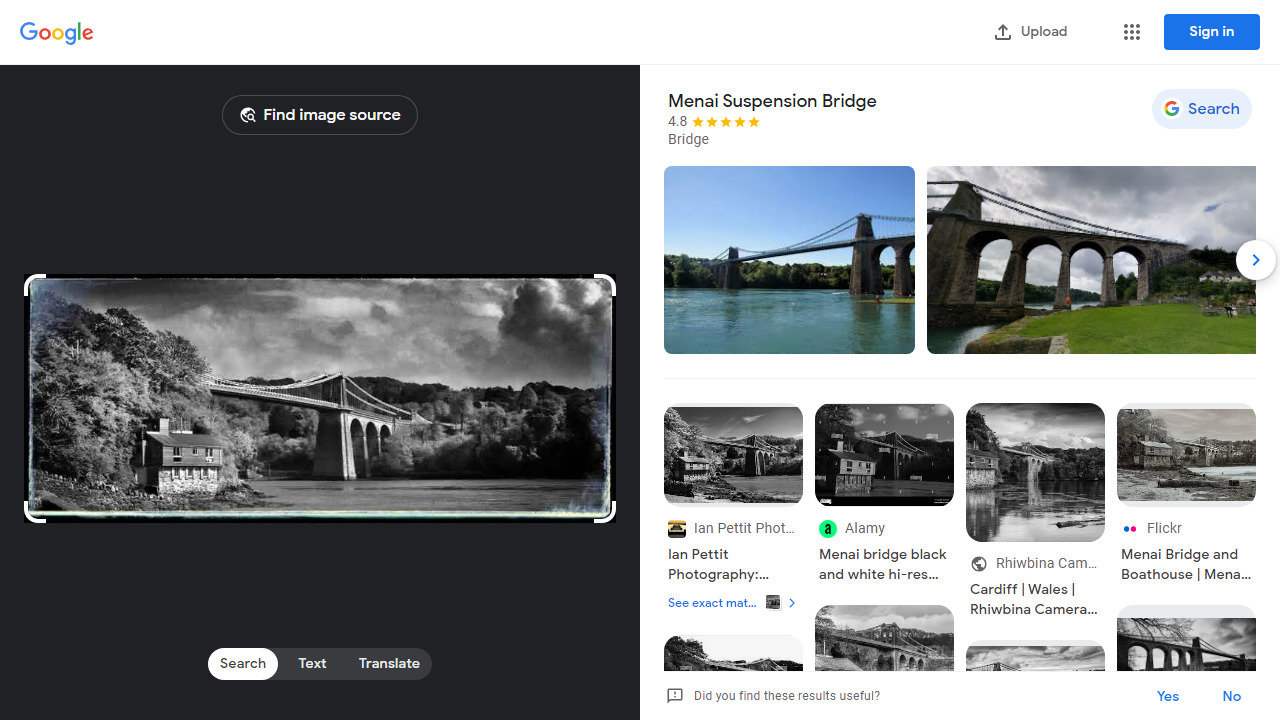 Google
Upload
Sign in
Find image source
Search
Text
Translate
Menai Suspension Bridge
4.8
Bridge
Search
Ian Pettit Phot...
Ian Pettit
Photography:...
See exact mat...
Alamy
Menai bridge black
and white hi-res...
Rhiwbina Cam...
Cardiff | Wales |
Rhiwbina Camera...
Flickr
Menai Bridge and
Boathouse | Mena...
Did you find these results useful?
Yes
No